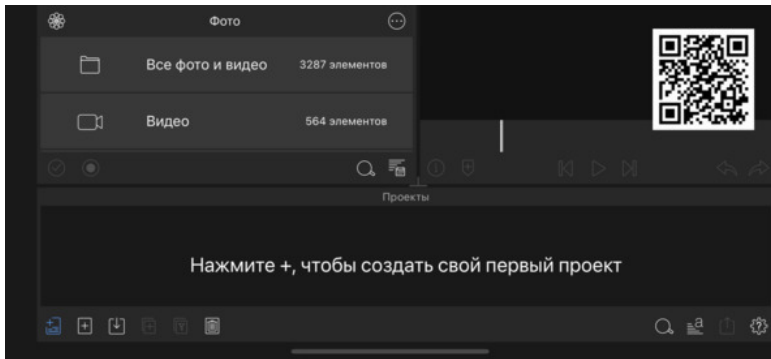 Фото
Все фото и видео 3287 элементов
Видео 564 элементов
Проекты
Нажмите +, чтобы создать свой первый проект